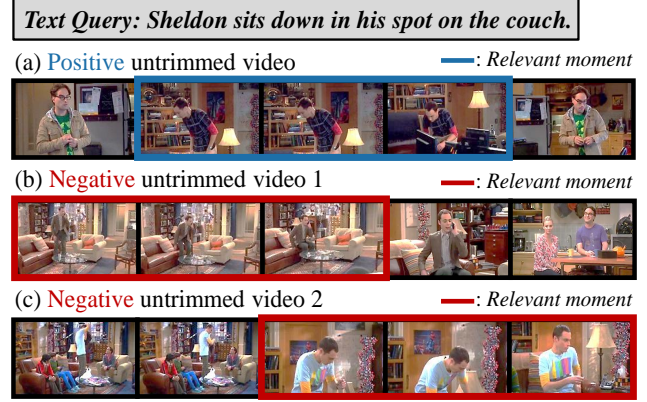 Text Query: Sheldon sits down in his spot on the couch.
(a) Positive untrimmed video —: Relevant moment
(b) Negative untrimmed video 1 —: Relevant moment
(c) Negative untrimmed video 2 —: Relevant moment